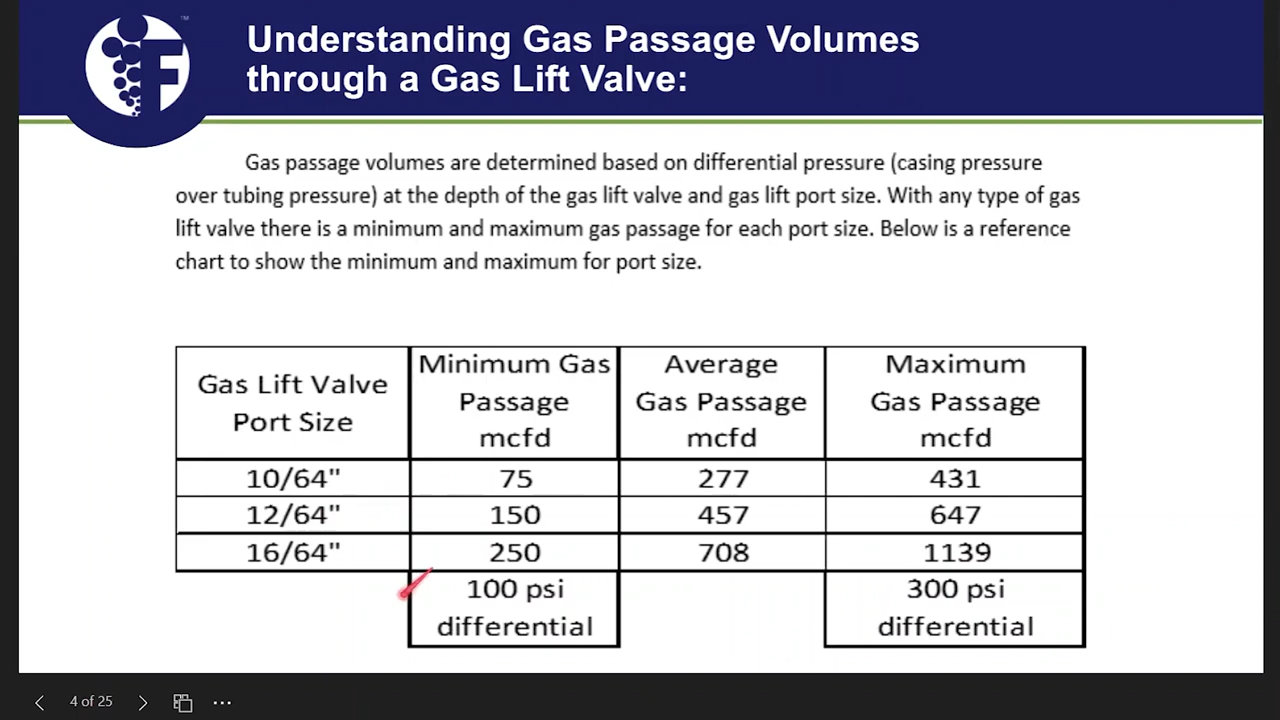 TM
Understanding Gas Passage Volumes
through a Gas Lift Valve:
F
Gas passage volumes are determined based on differential pressure (casing pressure
over tubing pressure) at the depth of the gas lift valve and gas lift port size. With any type of gas
lift valve there is a minimum and maximum gas passage for each port size. Below is a reference
chart to show the minimum and maximum for port size.
Gas Lift Valve
Port Size
Minimum Gas
Passage
mcfd
Average
Gas Passage
mcfd
Maximum
Gas Passage
mcfd
10/64" 75 277 431
12/64" 150 457 647
16/64" 250 708 1139
100 psi
differential
300 psi
differential
4 of 25